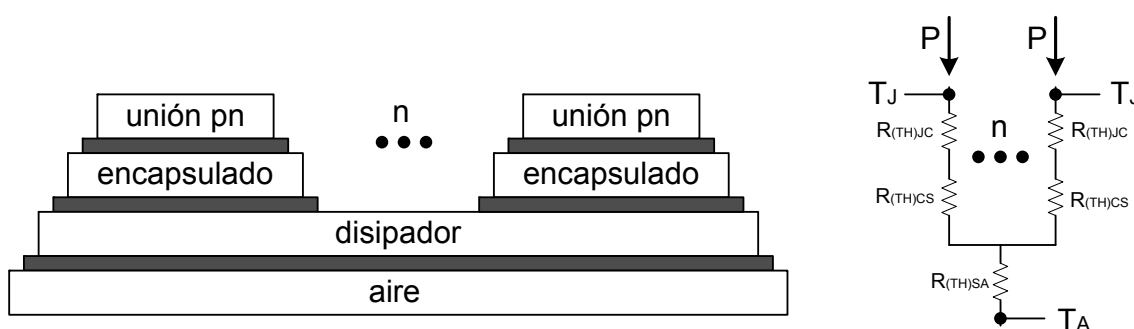 unión pn
n
unión pn
encapsulado
encapsulado
disipador
aire
P
P
TJ
TJ
R(TH)JC
n
R(TH)JC
R(TH)CS
R(TH)CS
R(TH)SA
TA